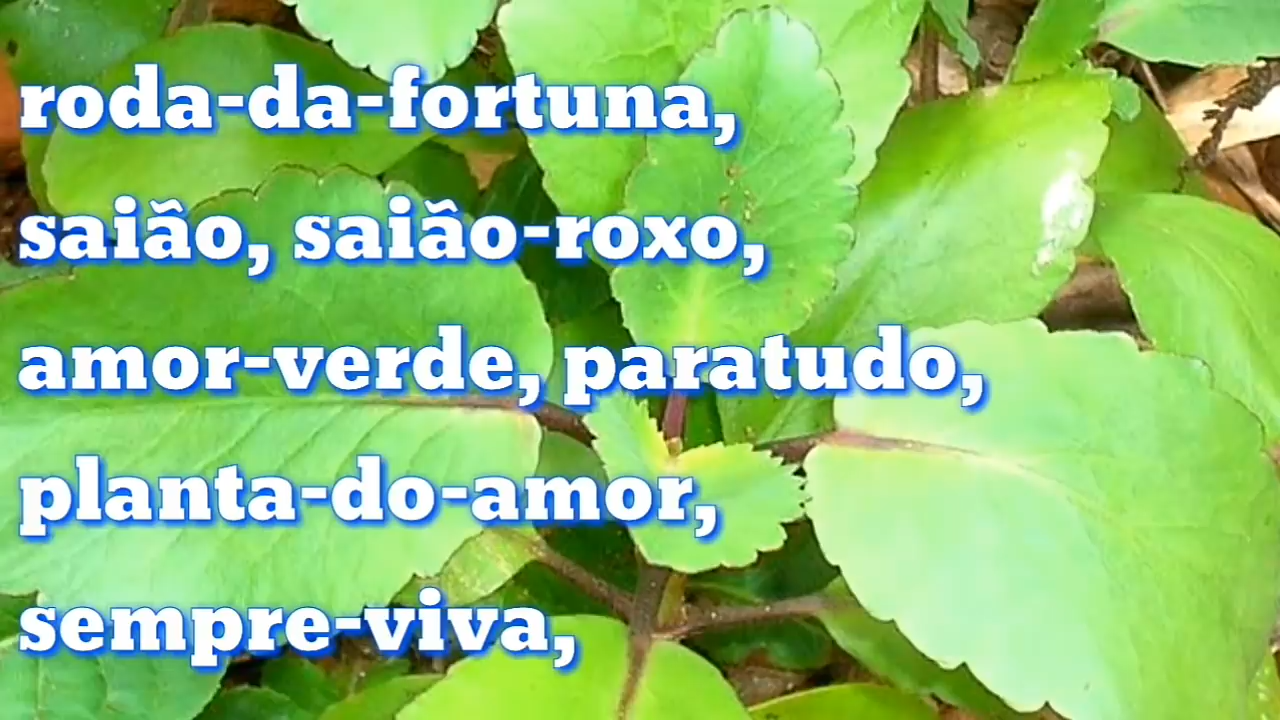 roda-da-fortuna,
saião, saião-roxo,
amor-verde, paratudo,
planta-do-amor,
sempre-viva,